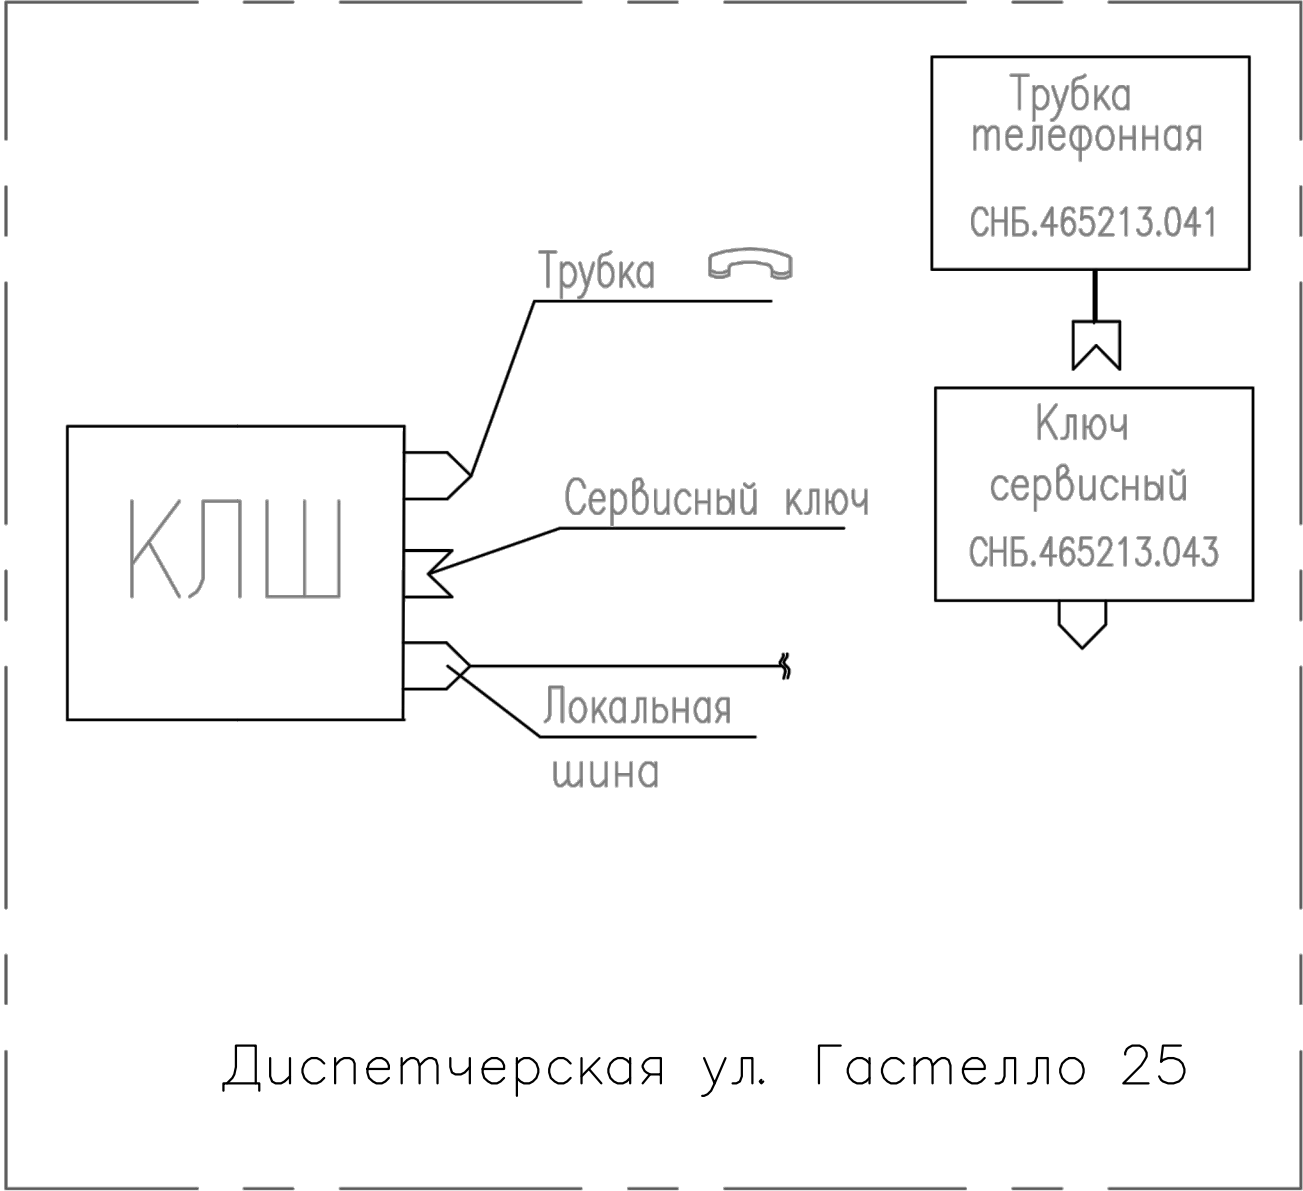 Трубка
телефонная
СНБ.465213.041
Трубка
Ключ
сервисный
СНБ.465213.043
КЛШ
Сервисный ключ
Локальная
шина
Диспетчерская ул. Гастелло 25